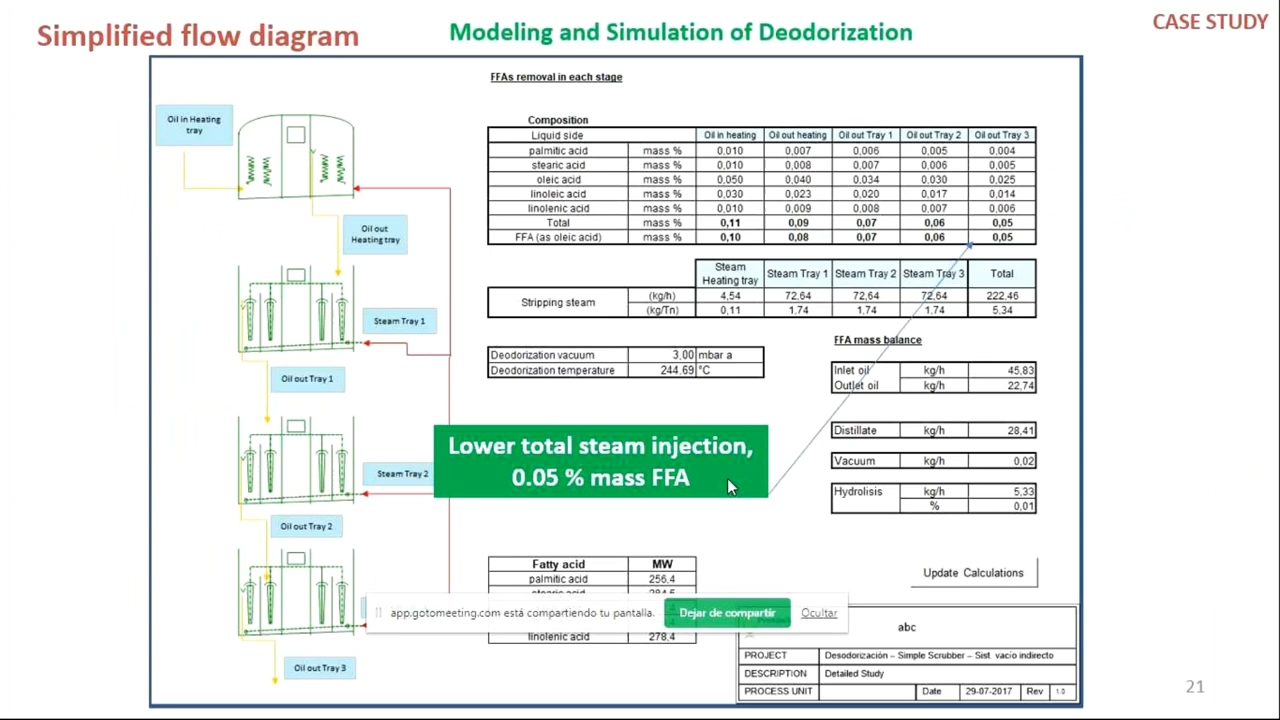 Simplified flow diagram
Modeling and Simulation of Deodorization
CASE STUDY
FFAs removal in each stage
Oil in Heating
tray
Composition
Liquid side Oil in heating Oil out heating Oil out Tray 1 Oil out Tray 2 Oil out Tray 3
palmitic acid mass % 0,010 0,007 0,006 0,005 0,004
stearic acid mass % 0,010 0,008 0,007 0,006 0,005
oleic acid mass % 0,050 0,040 0,034 0,030 0,025
linoleic acid mass % 0,030 0,023 0,020 0,017 0,014
linolenic acid mass % 0,010 0,009 0,008 0,007 0,006
Total mass % 0,11 0,09 0,07 0,06 0,05
FFA (as oleic acid) mass % 0,10 0,08 0,07 0,06 0,05
Oil out
Heating tray
Steam
Heating tray Steam Tray 1 Steam Tray 2 Steam Tray 3 Total
Stripping steam (kg/h) 4,54 72,64 72,64 72,64 222,46
(kg/Tn) 0,11 1,74 1,74 1,74 5,34
Steam Tray 1
FFA mass balance
Deodorization vacuum 3,00 mbar a
Deodorization temperature 244,69 °C
Inlet oil kg/h 45,83
Outlet oil kg/h 22,74
Oil out Tray 1
Distillate kg/h 28,41
Lower total steam injection,
0.05 % mass FFA
Vacuum kg/h 0,02
Steam Tray 2
Hydrolisis kg/h 5,33
% 0,01
Oil out Tray 2
Fatty acid MW
palmitic acid 256,4
Update Calculations
app.gotomeeting.com está compartiendo tu pantalla. Dejar de compartir Ocultar
linolenic acid 278,4
abc
PROJECT Desodorización – Simple Scrubber – Sist. vacío indirecto
DESCRIPTION Detailed Study
PROCESS UNIT Date 29-07-2017 Rev 1.0
Oil out Tray 3
21